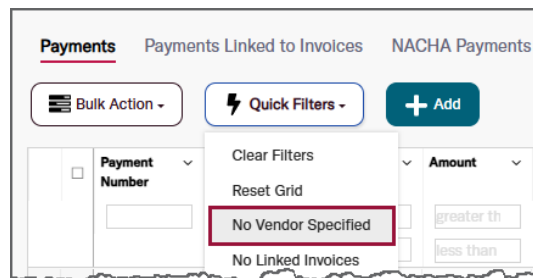 Payments Payments Linked to Invoices NACHA Payments
Bulk Action Quick Filters + Add
Payment Number Amount
Clear Filters
Reset Grid
No Vendor Specified
greater th
No Linked Invoices
less than